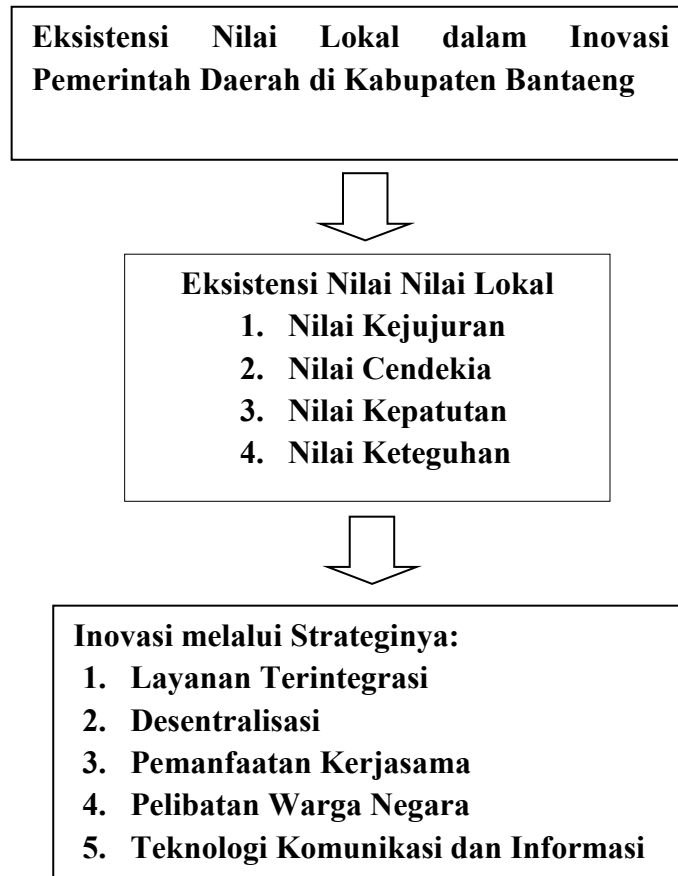 Eksistensi Nilai Lokal dalam Inovasi
Pemerintah Daerah di Kabupaten Bantaeng
Eksistensi Nilai Nilai Lokal
1. Nilai Kejujuran
2. Nilai Cendekia
3. Nilai Kepatutan
4. Nilai Keteguhan
Inovasi melalui Strateginya:
1. Layanan Terintegrasi
2. Desentralisasi
3. Pemanfaatan Kerjasama
4. Pelibatan Warga Negara
5. Teknologi Komunikasi dan Informasi